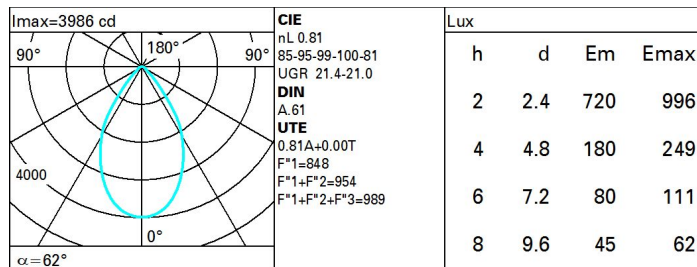 Imax=3986 cd
90° 180° 90°
4000
0°
α=62°
CIE
nL 0.81
85-95-99-100-81
UGR 21.4-21.0
DIN
A.61
UTE
0.81A+0.00T
F"1=848
F"1+F"2=954
F"1+F"2+F"3=989
Lux
h d Em Emax
2 2.4 720 996
4 4.8 180 249
6 7.2 80 111
8 9.6 45 62